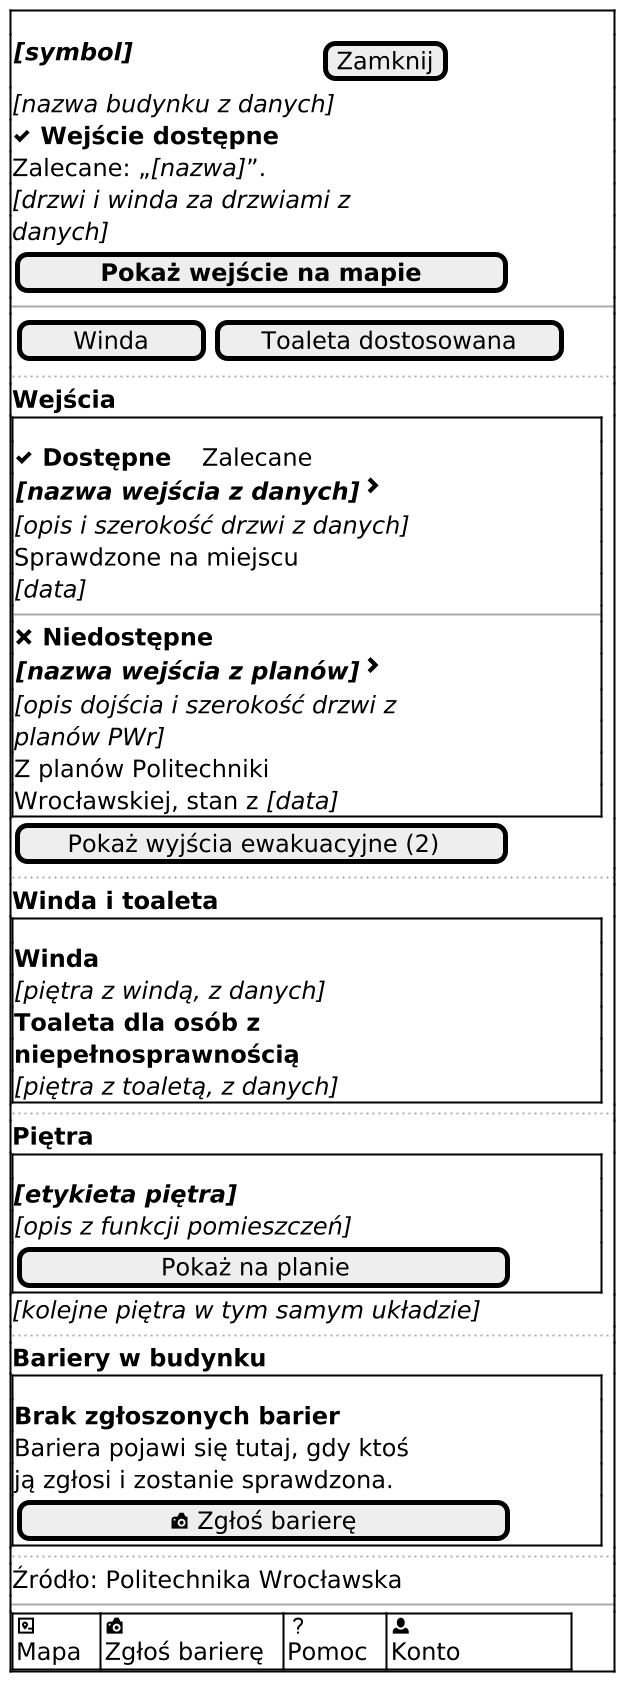 [symbol] Zamknij
[nazwa budynku z danych]
✓ Wejście dostępne
Zalecane: „[nazwa]”.
[drzwi i winda za drzwiami z
danych]
Pokaż wejście na mapie
Winda Toaleta dostosowana
Wejścia
✓ Dostępne Zalecane
[nazwa wejścia z danych] >
[opis i szerokość drzwi z danych]
Sprawdzone na miejscu
[data]
✗ Niedostępne
[nazwa wejścia z planów] >
[opis dojścia i szerokość drzwi z
planów PWr]
Z planów Politechniki
Wrocławskiej, stan z [data]
Pokaż wyjścia ewakuacyjne (2)
Winda i toaleta
Winda
[piętra z windą, z danych]
Toaleta dla osób z
niepełnosprawnością
[piętra z toaletą, z danych]
Piętra
[etykieta piętra]
[opis z funkcji pomieszczeń]
Pokaż na planie
[kolejne piętra w tym samym układzie]
Bariery w budynku
Brak zgłoszonych barier
Bariera pojawi się tutaj, gdy ktoś
ją zgłosi i zostanie sprawdzona.
Zgłoś barierę
Źródło: Politechnika Wrocławska
?
Mapa Zgłoś barierę Pomoc Konto